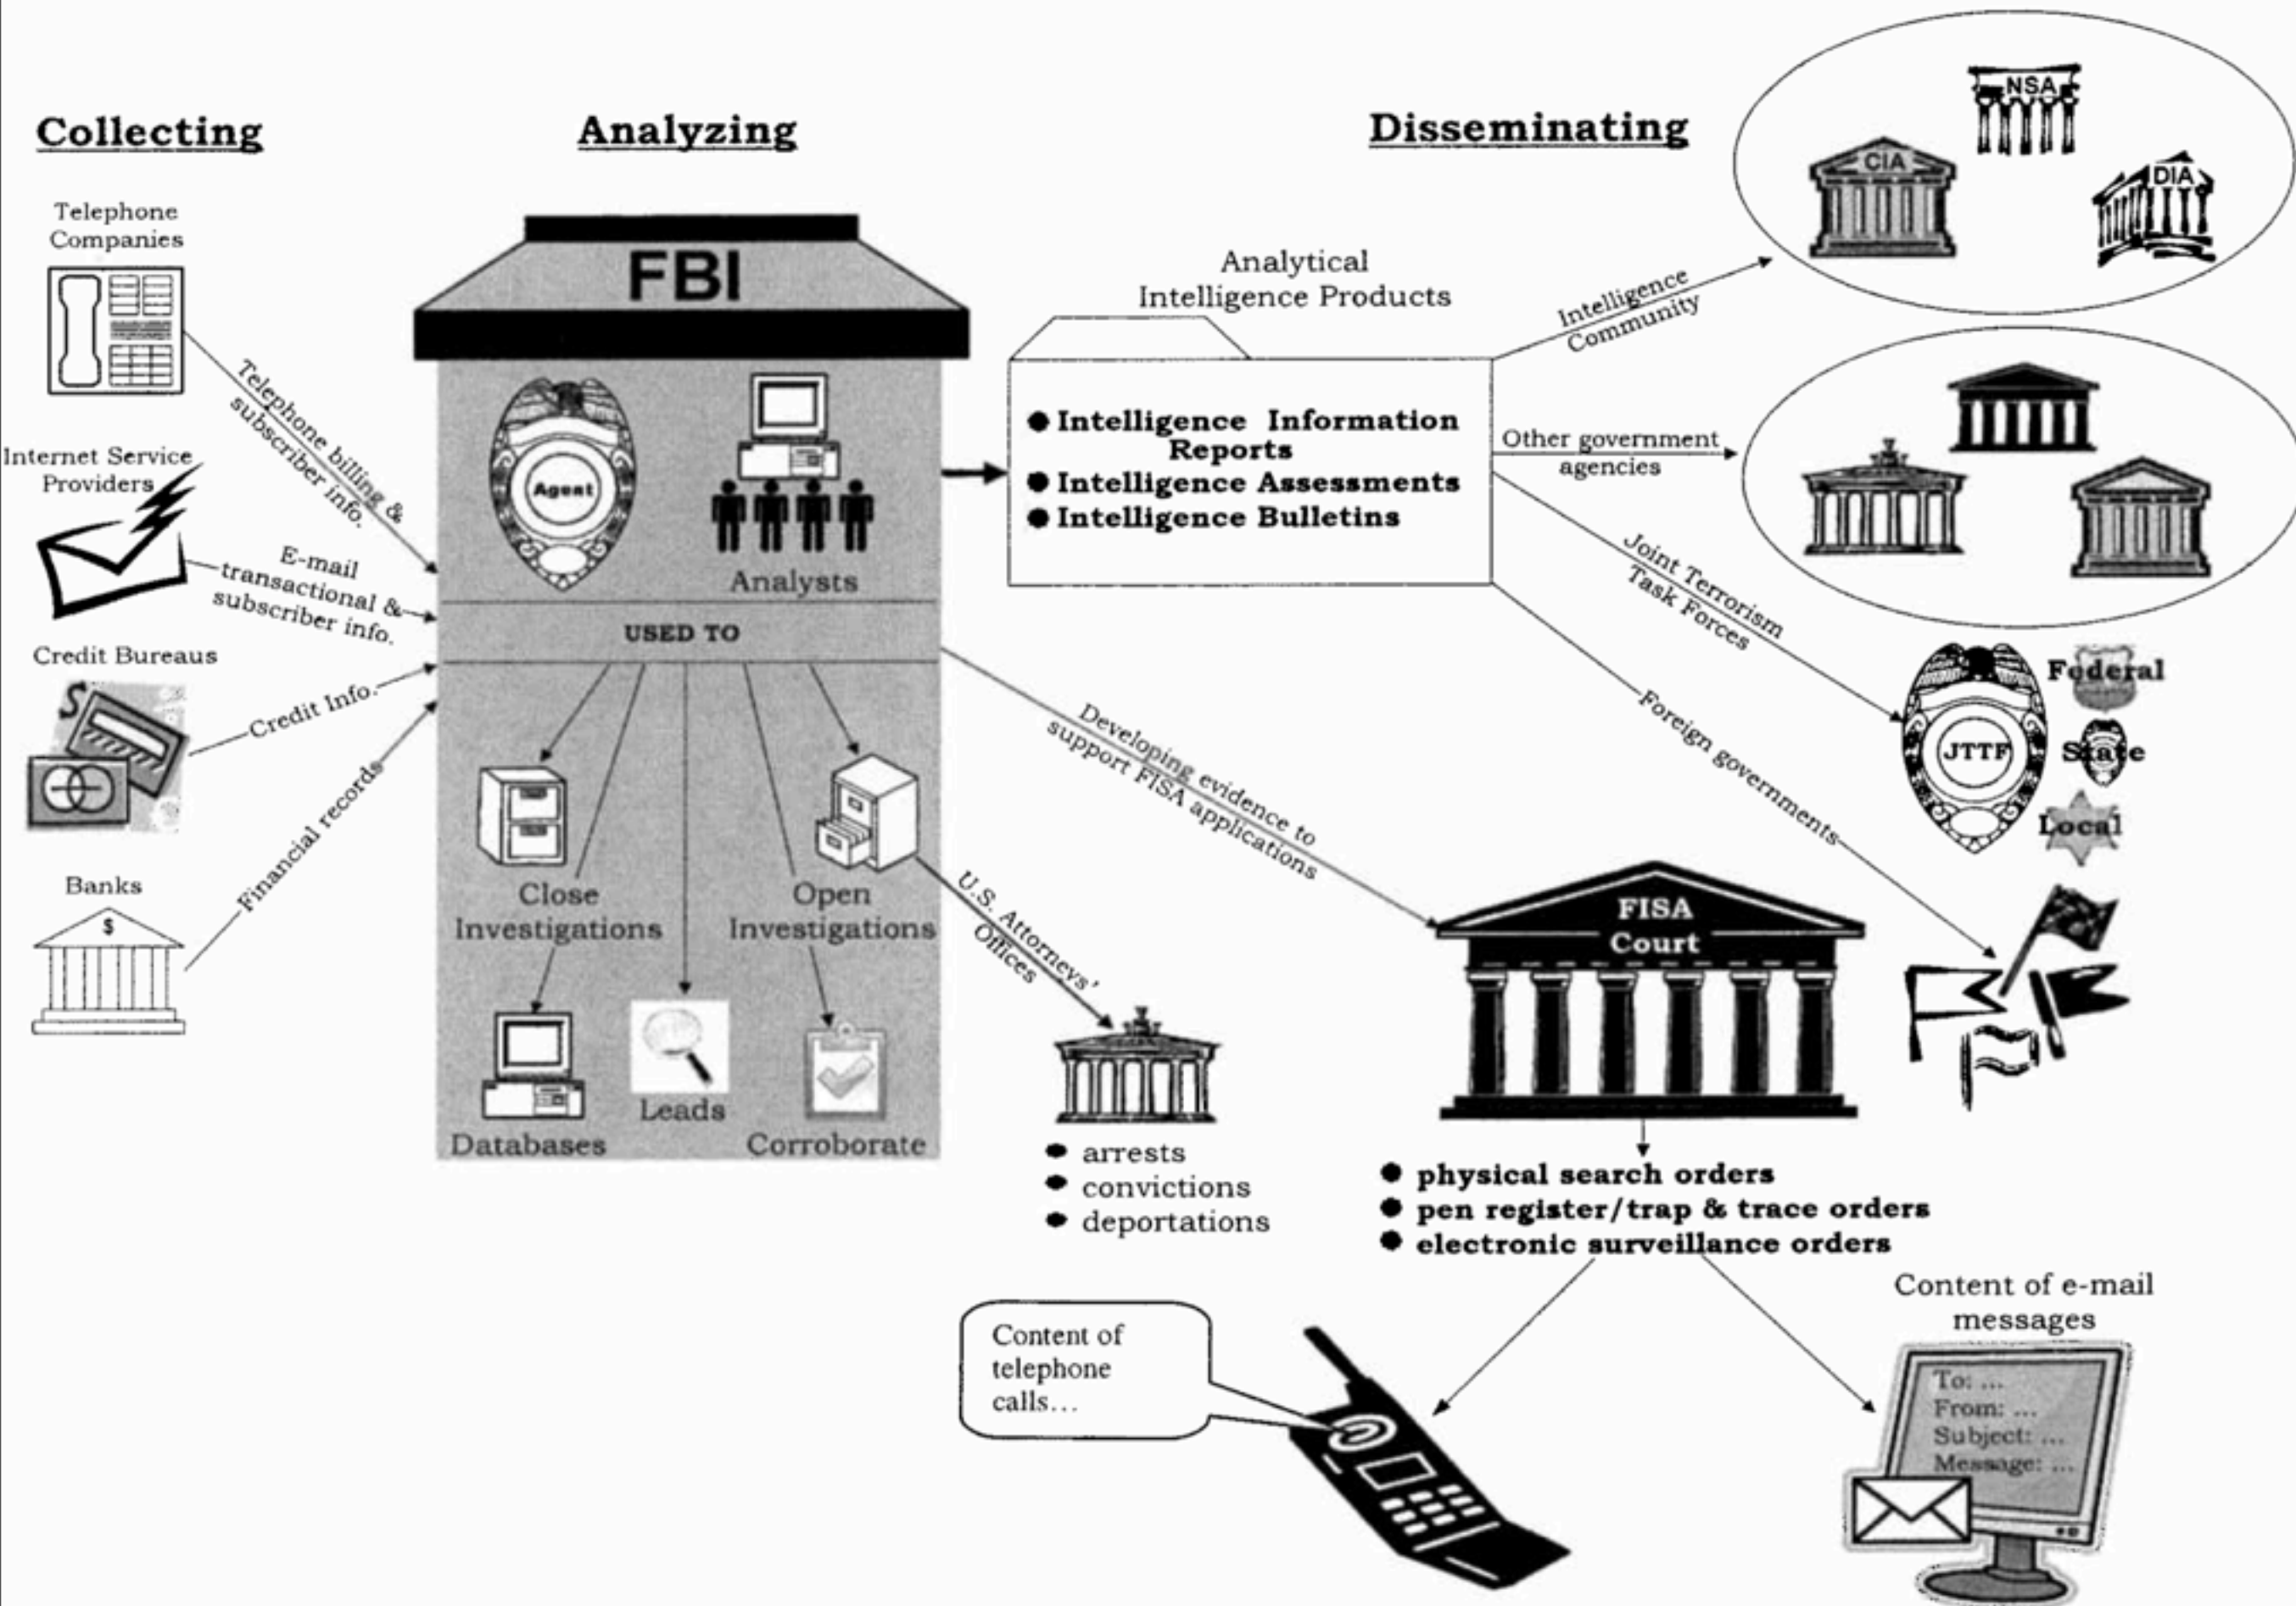 Collecting
Analyzing
Disseminating
Telephone
Companies
Telephone billing &
subscriber info.
Internet Service
Providers
E-mail
transactional &
subscriber info.
Credit Bureaus
$
Credit Info.
Banks
$
Financial records
FBI
Agent
Analysts
USED TO
Close
Investigations
Open
Investigations
Databases
Leads
Corroborate
Analytical
Intelligence Products
● Intelligence Information
Reports
● Intelligence Assessments
● Intelligence Bulletins
Intelligence
Community
NSA
CIA
DIA
Other government
agencies
Joint Terrorism
Task Forces
JTTF
Federal
State
Local
Foreign governments
Developing evidence to
support FISA applications
U.S. Attorneys'
Offices
● arrests
● convictions
● deportations
FISA
Court
● physical search orders
● pen register/trap & trace orders
● electronic surveillance orders
Content of
telephone
calls...
Content of e-mail
messages
To: ...
From: ...
Subject: ...
Message: ...